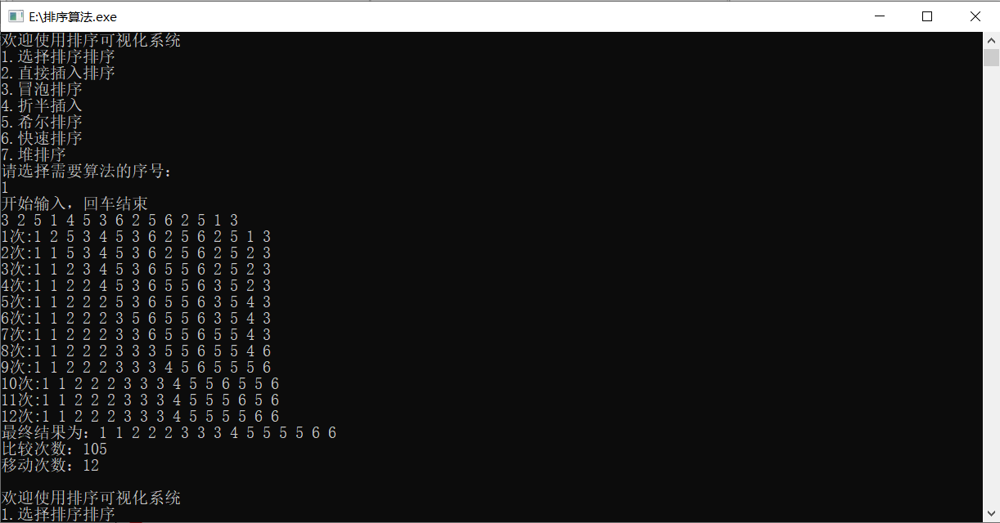 E:\排序算法.exe
欢迎使用排序可视化系统
1.选择排序排序
2.直接插入排序
3.冒泡排序
4.折半插入
5.希尔排序
6.快速排序
7.堆排序
请选择需要算法的序号：
1
开始输入，回车结束
3 2 5 1 4 5 3 6 2 5 6 2 5 1 3
1次:1 2 5 3 4 5 3 6 2 5 6 2 5 1 3
2次:1 1 5 3 4 5 3 6 2 5 6 2 5 2 3
3次:1 1 2 3 4 5 3 6 5 5 6 2 5 2 3
4次:1 1 2 2 4 5 3 6 5 5 6 3 5 2 3
5次:1 1 2 2 2 5 3 6 5 5 6 3 5 4 3
6次:1 1 2 2 2 3 5 6 5 5 6 3 5 4 3
7次:1 1 2 2 2 3 3 6 5 5 6 5 5 4 3
8次:1 1 2 2 2 3 3 3 5 5 6 5 5 4 6
9次:1 1 2 2 2 3 3 3 4 5 6 5 5 5 6
10次:1 1 2 2 2 3 3 3 4 5 5 6 5 5 6
11次:1 1 2 2 2 3 3 3 4 5 5 5 6 5 6
12次:1 1 2 2 2 3 3 3 4 5 5 5 5 6 6
最终结果为：1 1 2 2 2 3 3 3 4 5 5 5 5 6 6
比较次数：105
移动次数：12
欢迎使用排序可视化系统
1.选择排序排序